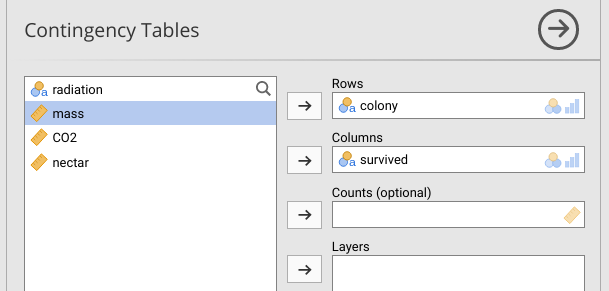 Contingency Tables
radiation
mass
CO2
nectar
Rows
colony
Columns
survived
Counts (optional)
Layers